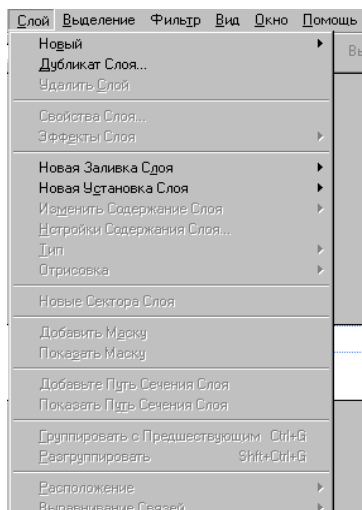 Слой Выделение Фильтр Вид Окно Помощь
Новый
Дубликат Слоя...
Удалить Слой
Свойства Слоя...
Эффекты Слоя
Новая Заливка Слоя
Новая Установка Слоя
Изменить Содержание Слоя
Нстройки Содержания Слоя...
Тип
Отрисовка
Новые Сектора Слоя
Добавить Маску
Показать Маску
Добавьте Путь Сечения Слоя
Показать Путь Сечения Слоя
Группировать с Предшествующим Ctrl+G
Разгруппировать Shft+Ctrl+G
Расположение
Выравнивание Связей